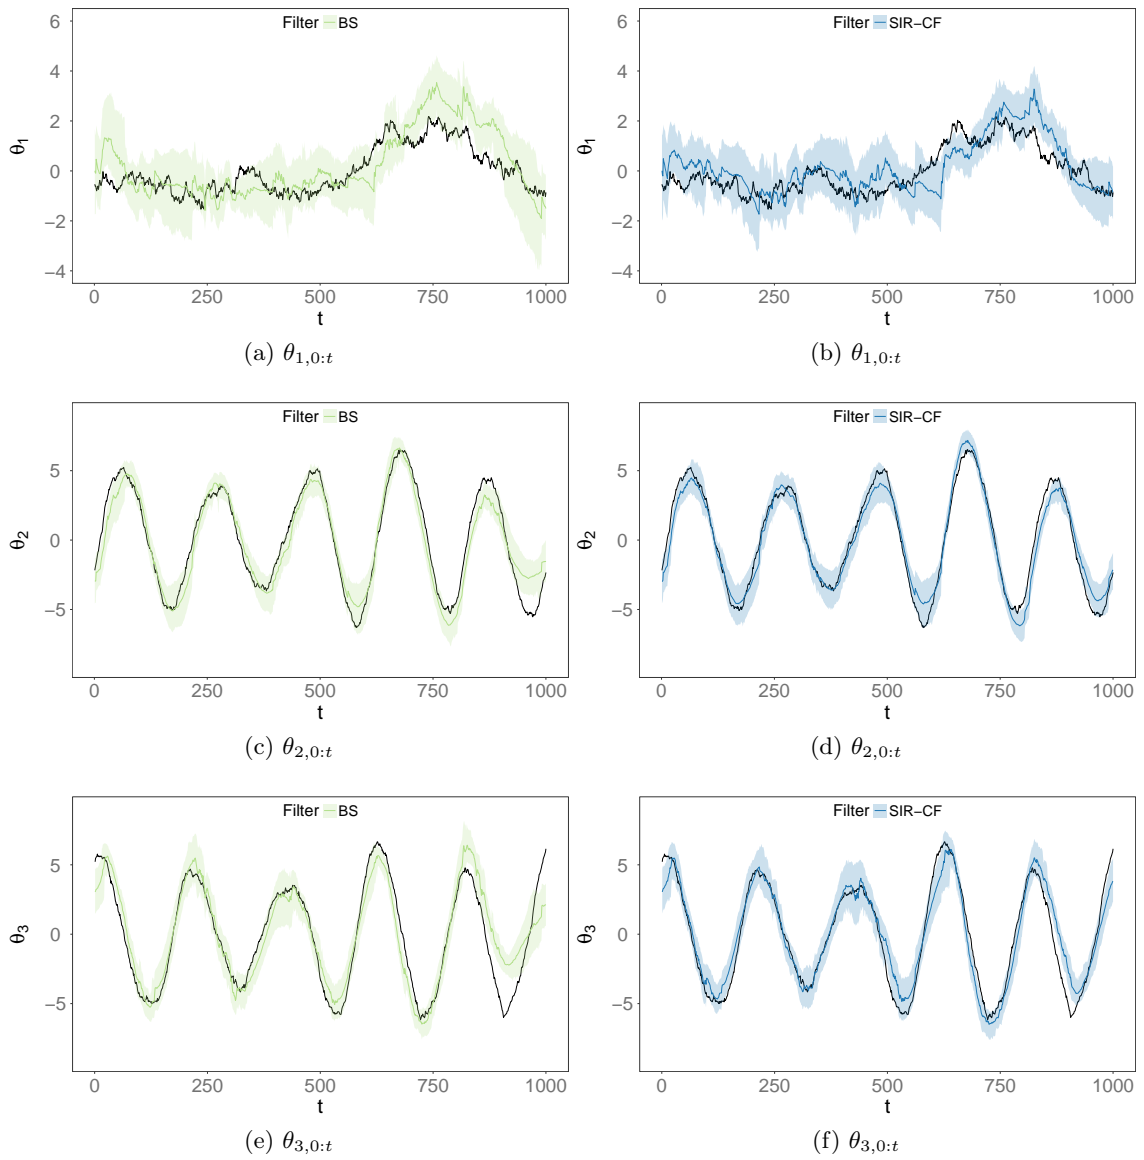 Filter BS
6
4
2
0
−2
−4
θ1
0 250 500 750 1000
t
(a) θ1,0:t
Filter SIR−CF
6
4
2
0
−2
−4
θ1
0 250 500 750 1000
t
(b) θ1,0:t
Filter BS
5
0
−5
θ2
0 250 500 750 1000
t
(c) θ2,0:t
Filter SIR−CF
5
0
−5
θ2
0 250 500 750 1000
t
(d) θ2,0:t
Filter BS
5
0
−5
θ3
0 250 500 750 1000
t
(e) θ3,0:t
Filter SIR−CF
5
0
−5
θ3
0 250 500 750 1000
t
(f) θ3,0:t